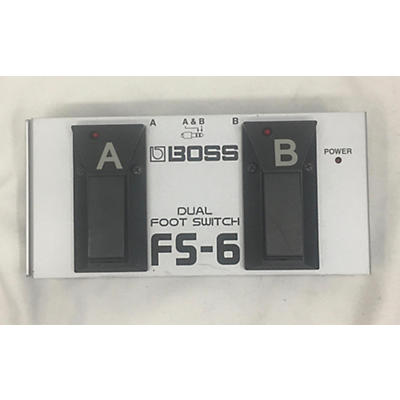 A A & B B
A B
BOSS
POWER
DUAL
FOOT SWITCH
FS-6